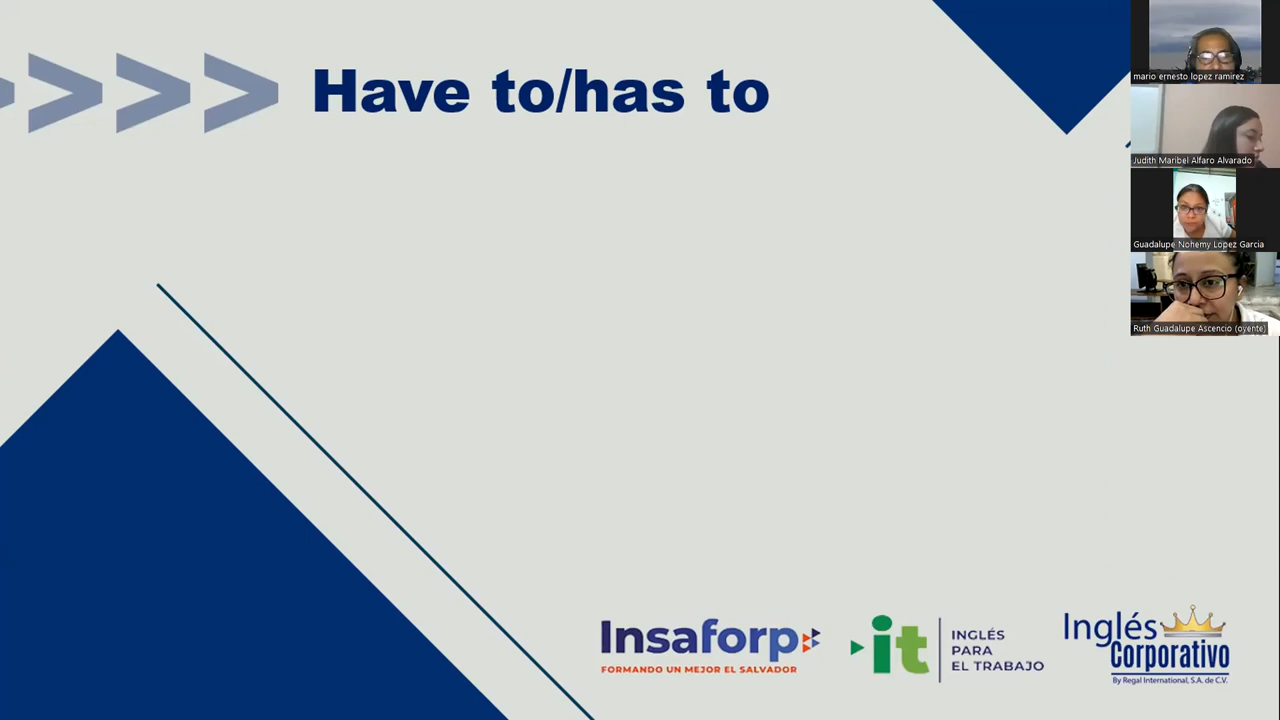 Have to/has to
mario ernesto lopez ramirez
Judith Maribel Alfaro Alvarado
Guadalupe Nohemy Lopez Garcia
Ruth Guadalupe Ascencio (oyente)
Insaforp
FORMANDO UN MEJOR EL SALVADOR
it
INGLÉS
PARA
EL TRABAJO
Inglés
Corporativo
By Regal International, S.A. de C.V.